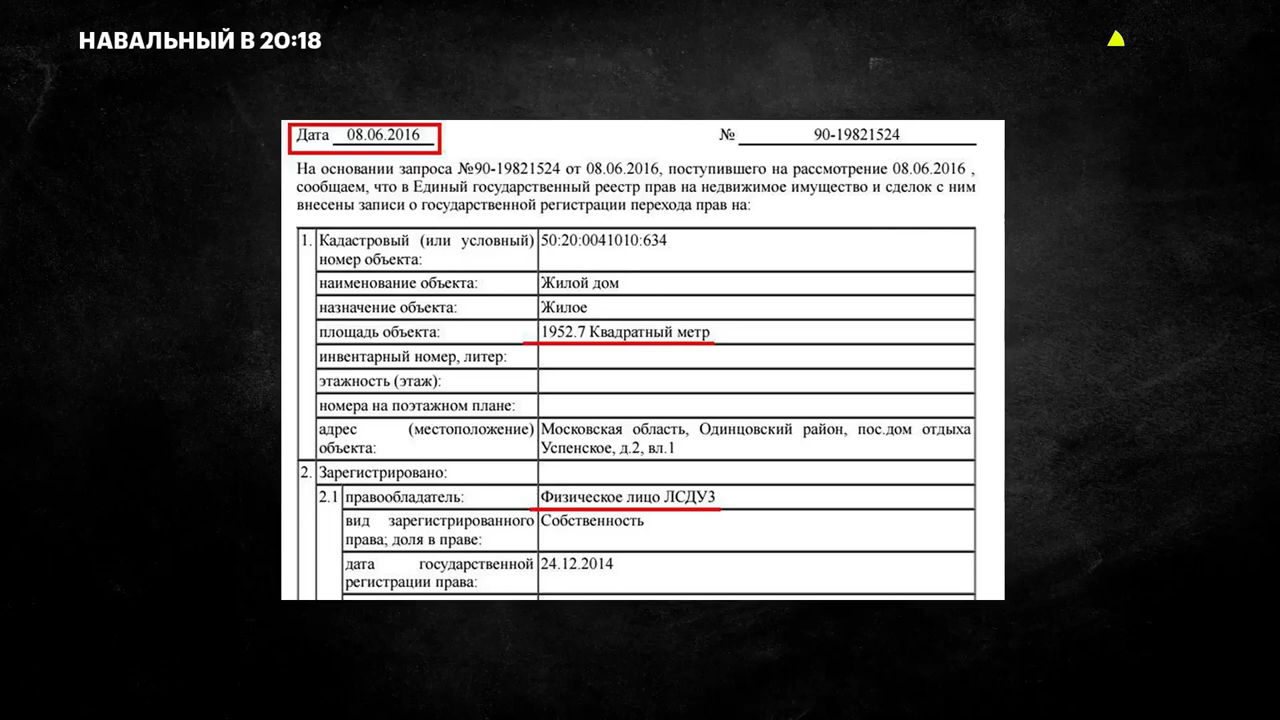 НАВАЛЬНЫЙ В 20:18
Дата 08.06.2016 № 90-19821524
На основании запроса №90-19821524 от 08.06.2016, поступившего на рассмотрение 08.06.2016 ,
сообщаем, что в Единый государственный реестр прав на недвижимое имущество и сделок с ним
внесены записи о государственной регистрации перехода прав на:
1. Кадастровый (или условный) 50:20:0041010:634
номер объекта:
наименование объекта: Жилой дом
назначение объекта: Жилое
площадь объекта: 1952.7 Квадратный метр
инвентарный номер, литер:
этажность (этаж):
номера на поэтажном плане:
адрес (местоположение) Московская область, Одинцовский район, пос.дом отдыха
объекта: Успенское, д.2, вл.1
2. Зарегистрировано:
2.1 правообладатель: Физическое лицо ЛСДУ3
вид зарегистрированного Собственность
права; доля в праве:
дата государственной 24.12.2014
регистрации права: